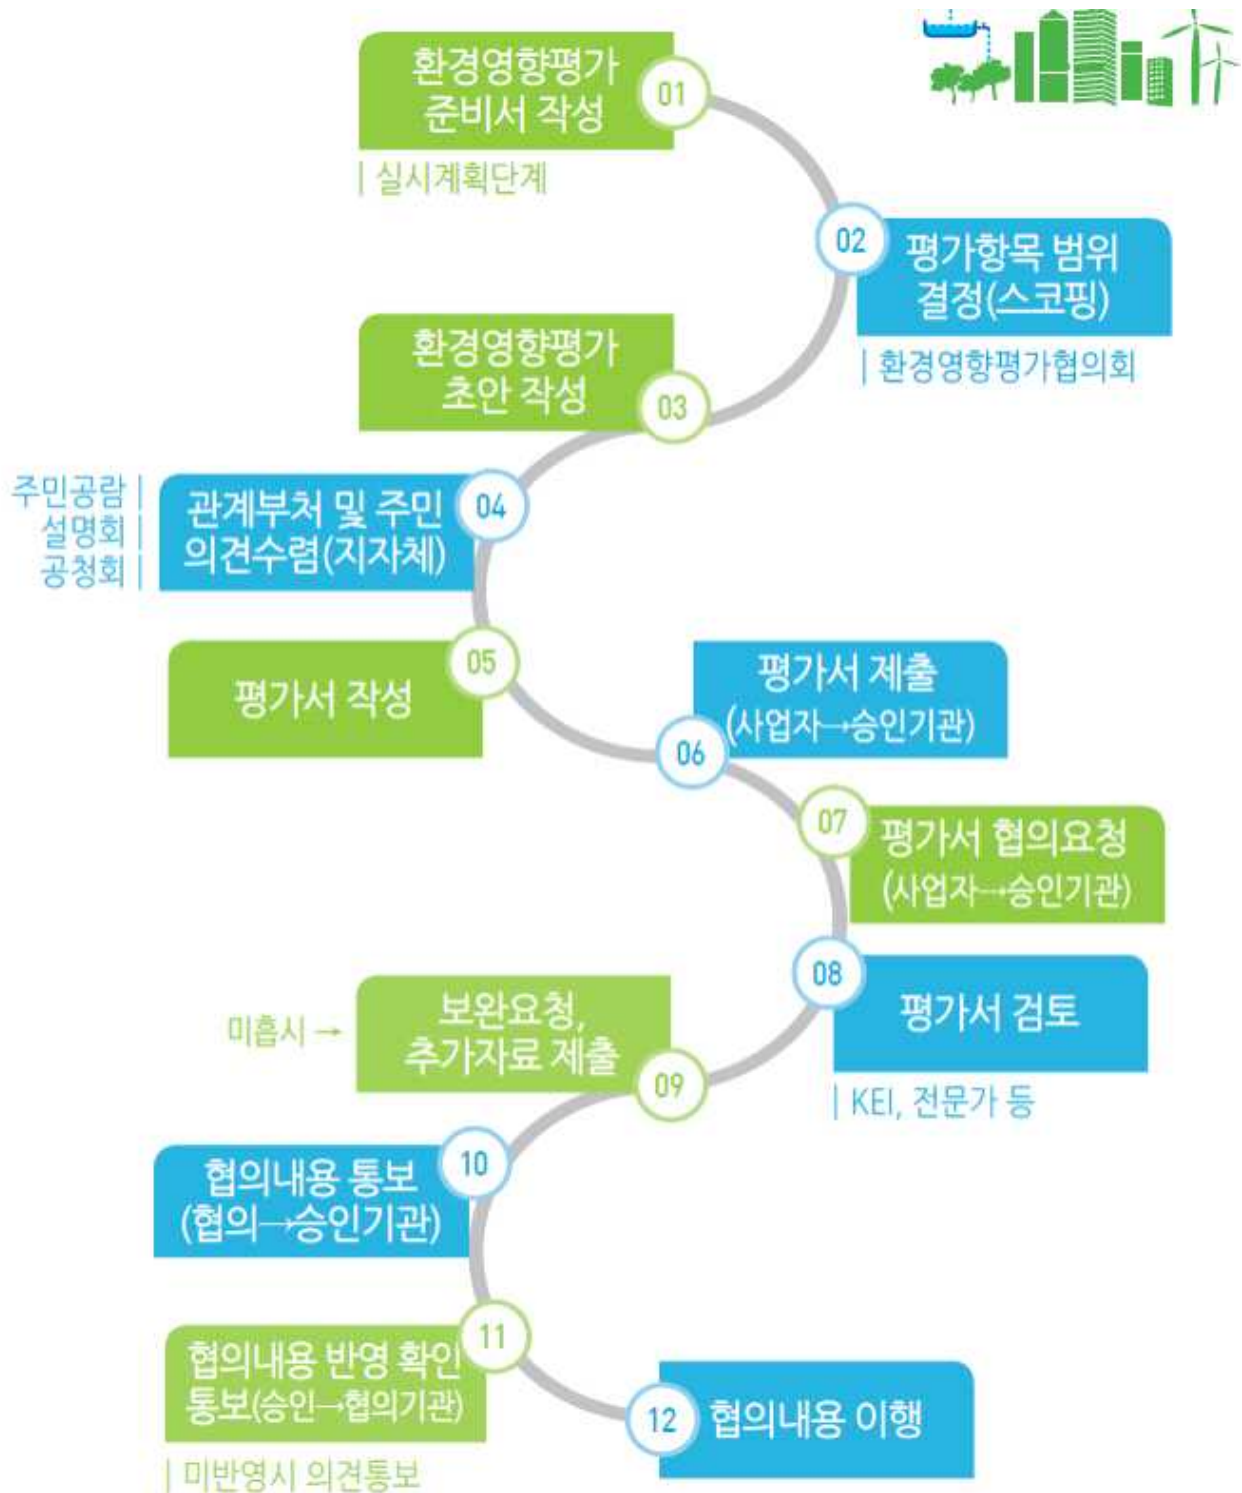 환경영향평가
준비서 작성
01
| 실시계획단계
02
평가항목 범위
결정(스코핑)
| 환경영향평가협의회
환경영향평가
초안 작성
03
주민공람 |
설명회 |
공청회 |
관계부처 및 주민
의견수렴(지자체)
04
평가서 작성
05
평가서 제출
(사업자→승인기관)
06
07
평가서 협의요청
(사업자→승인기관)
08
평가서 검토
| KEI, 전문가 등
미흡시 →
보완요청,
추가자료 제출
09
협의내용 통보
(협의→승인기관)
10
협의내용 반영 확인
통보(승인→협의기관)
11
| 미반영시 의견통보
12
협의내용 이행